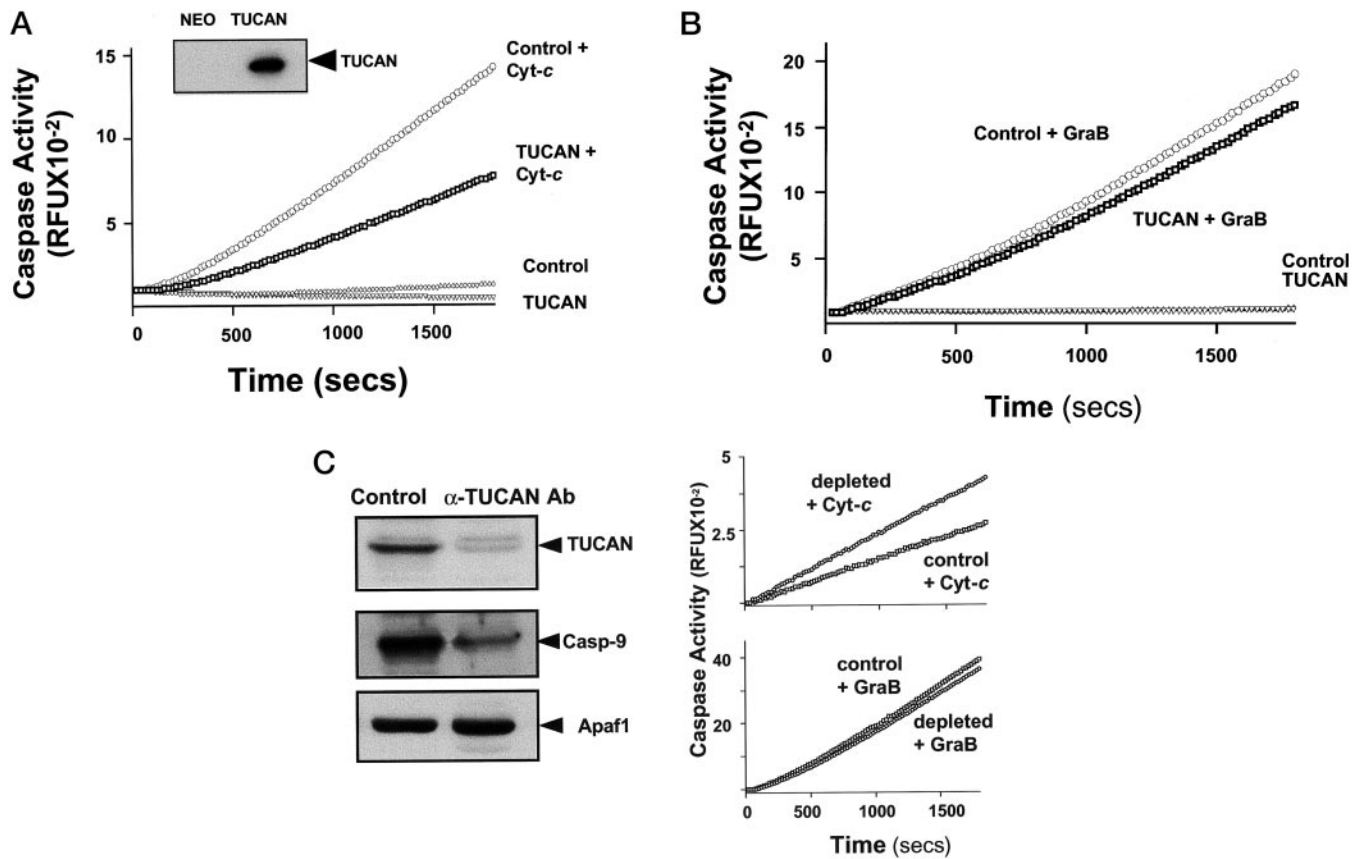 A
NEO TUCAN
TUCAN
15
10
5
Caspase Activity
(RFUX10-2)
Control +
Cyt-c
TUCAN +
Cyt-c
Control
TUCAN
0 500 1000 1500
Time (secs)
B
20
15
10
5
Caspase Activity
(RFUX10-2)
Control + GraB
TUCAN + GraB
Control
TUCAN
0 500 1000 1500
Time (secs)
C
Control α-TUCAN Ab
TUCAN
Casp-9
Apaf1
Caspase Activity (RFUX10-2)
5
2.5
0
depleted
+ Cyt-c
control
+ Cyt-c
40
20
0
control
+ GraB
depleted
+ GraB
0 500 1000 1500
Time (secs)